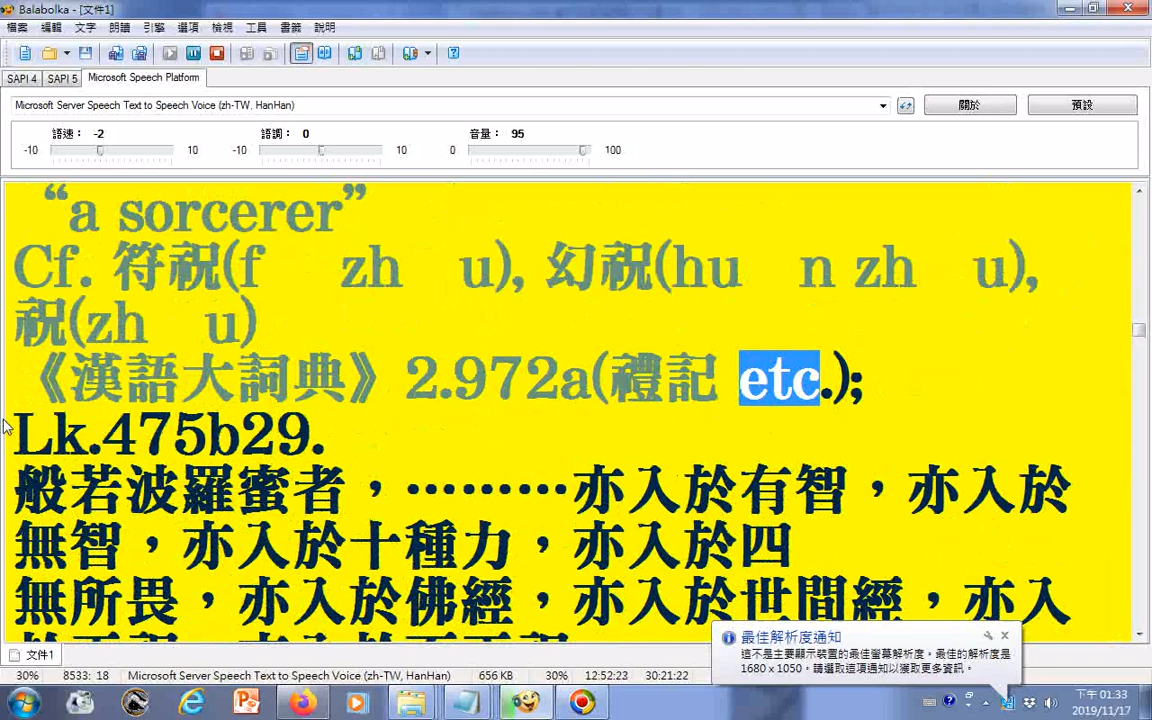 Balabolka - [文件1]
檔案 編輯 文字 朗讀 引擎 選項 檢視 工具 書籤 說明
SAPI 4 SAPI 5 Microsoft Speech Platform
Microsoft Server Speech Text to Speech Voice (zh-TW, HanHan)
關於 預設
語速： -2 語調： 0 音量： 95
-10 10 -10 10 0 100
“a sorcerer”
Cf. 符祝(f zh u), 幻祝(hu n zh u),
祝(zh u)
《漢語大詞典》 2.972a(禮記 etc.);
Lk.475b29.
般若波羅蜜者，………亦入於有智，亦入於
無智，亦入於十種力，亦入於四
無所畏，亦入於佛經，亦入於世間經，亦入
最佳解析度通知
這不是主要顯示裝置的最佳螢幕解析度。最佳的解析度是
1680 x 1050。請選取這項通知以獲取更多資訊。
文件1
30% 8533: 18 Microsoft Server Speech Text to Speech Voice (zh-TW, HanHan) 656 KB 30% 12:52:23 30:21:22
下午 01:33
2019/11/17